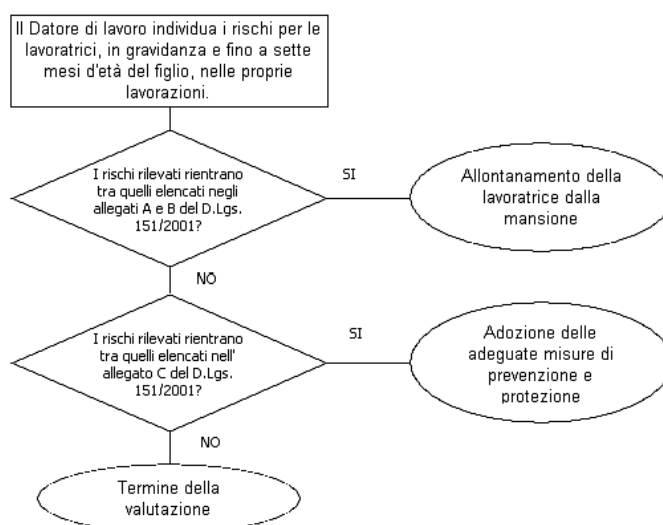 Il Datore di lavoro individua i rischi per le
lavoratrici, in gravidanza e fino a sette
mesi d'età del figlio, nelle proprie
lavorazioni.
I rischi rilevati rientrano
tra quelli elencati negli
allegati A e B del D.Lgs.
151/2001?
SI
Allontanamento della
lavoratrice dalla
mansione
NO
I rischi rilevati rientrano
tra quelli elencati nell'
allegato C del D.Lgs.
151/2001?
SI
Adozione delle
adeguate misure di
prevenzione e
protezione
NO
Termine della
valutazione